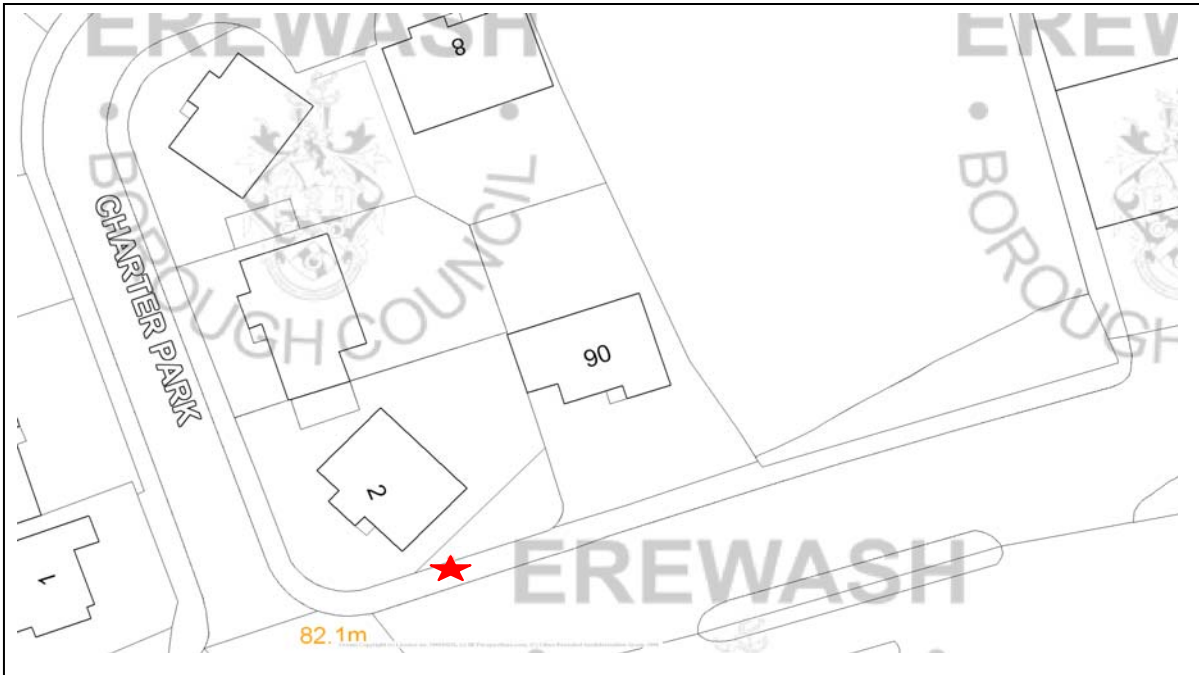 EREWASH
EREW
8
BOROUGH COUNCIL
BOROUGH
CHARTER PARK
90
2
1
EREWASH
82.1m